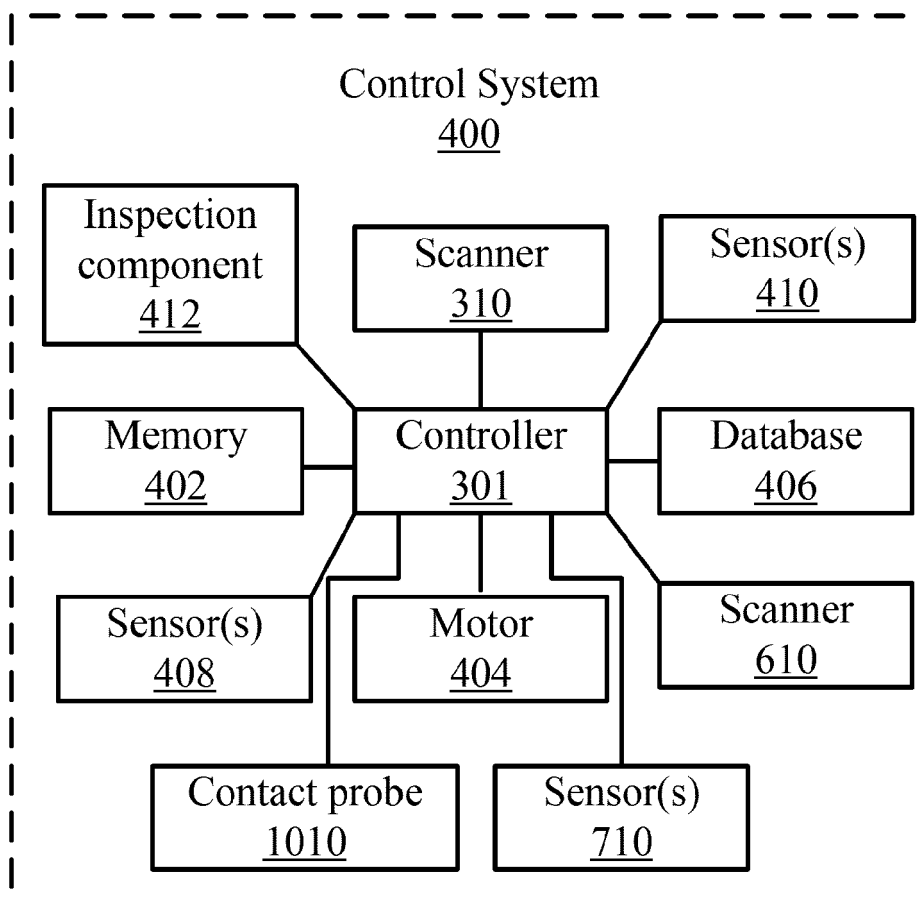 Control System
400
Inspection
component
412
Scanner
310
Sensor(s)
410
Memory
402
Controller
301
Database
406
Sensor(s)
408
Motor
404
Scanner
610
Contact probe
1010
Sensor(s)
710